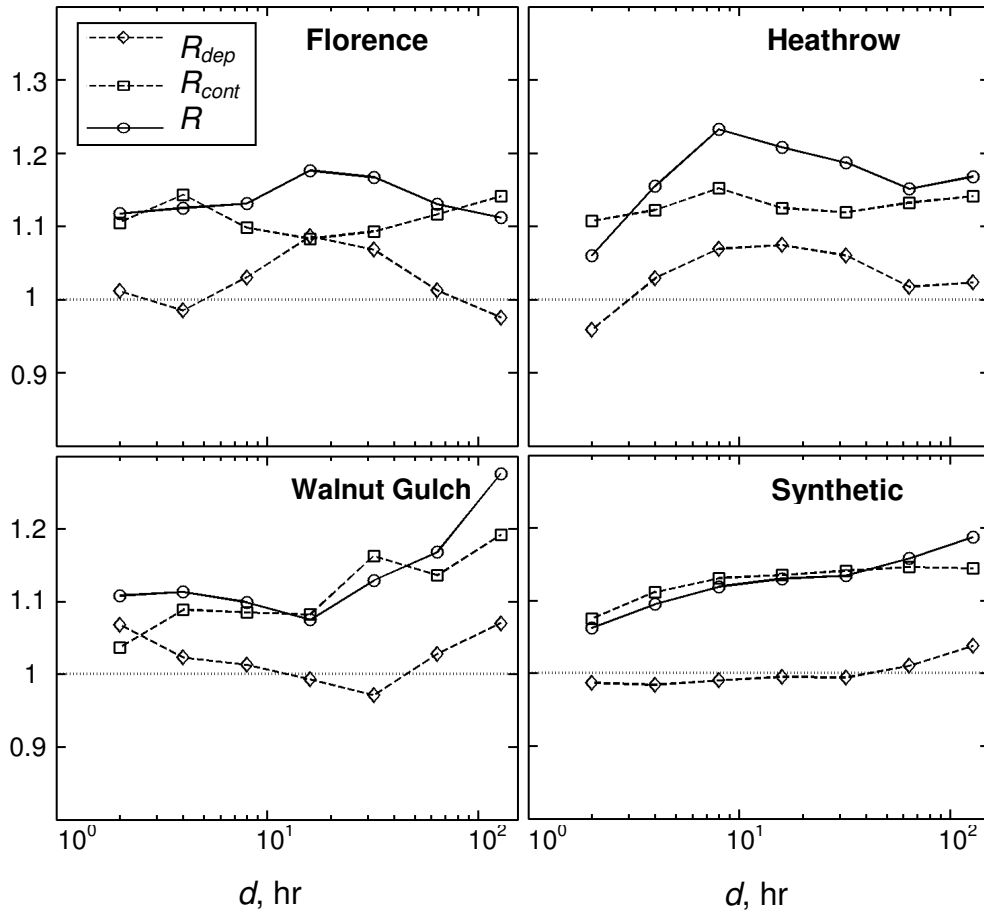 Florence
R_dep
R_cont
R
1.3
1.2
1.1
1
0.9
Heathrow
Walnut Gulch
1.2
1.1
1
0.9
10^0
10^1
10^2
d, hr
Synthetic
10^0
10^1
10^2
d, hr